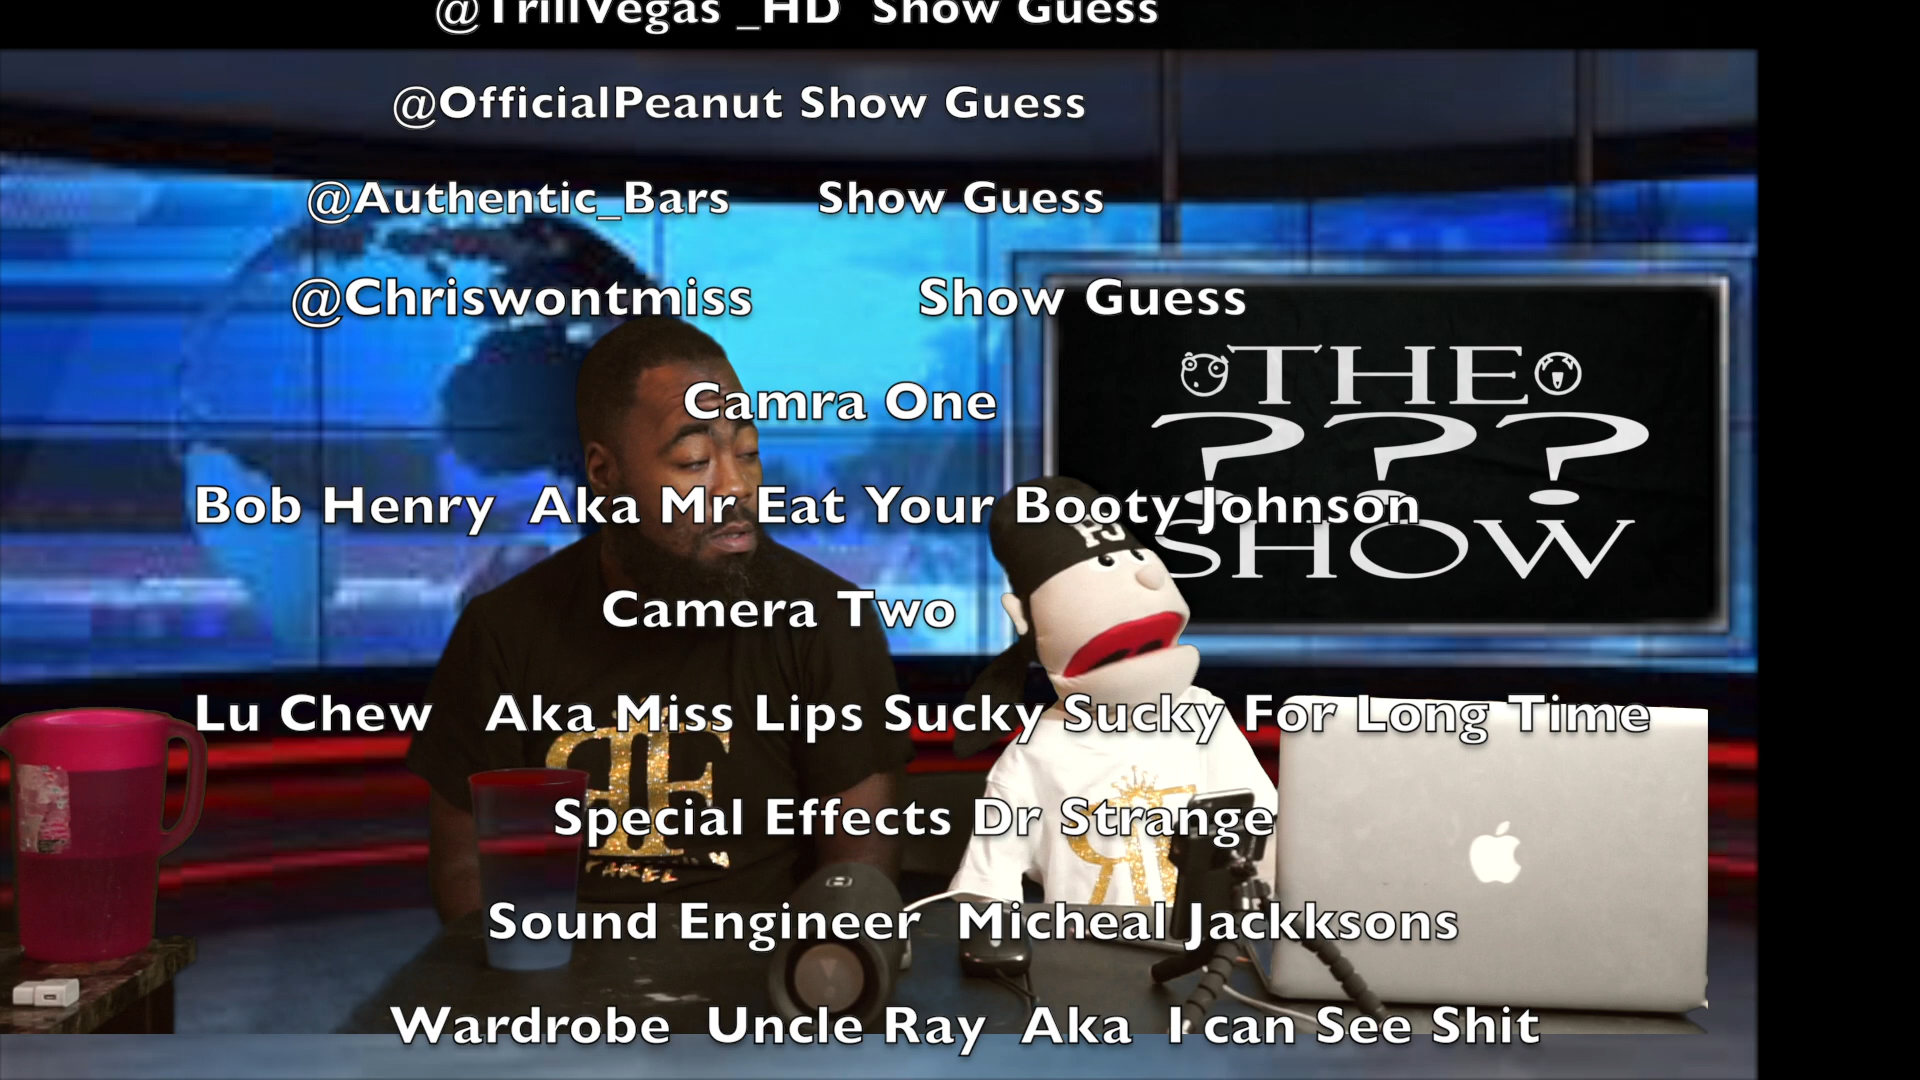 @TrillVegas _HD Show Guess
@OfficialPeanut Show Guess
@Authentic_Bars Show Guess
@Chriswontmiss Show Guess
THE
???
SHOW
Camra One
Bob Henry Aka Mr Eat Your Booty Johnson
Camera Two
Lu Chew Aka Miss Lips Sucky Sucky For Long Time
Special Effects Dr Strange
Sound Engineer Micheal Jackksons
Wardrobe Uncle Ray Aka I can See Shit